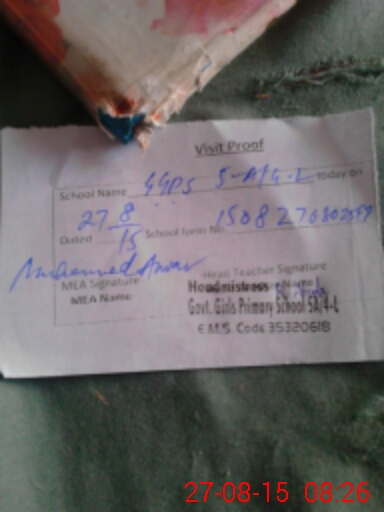 Visit Proof
School Name GGPS 5-A/4-L today on
Dated 27 8/15 School form No
Muhammad Anwar
MEA Signature Head Teacher Signature
MEA Name Headmistress Name
Govt. Girls Primary School 5A/4-L
E.M.S. Code 35320618
27-08-15 08:26